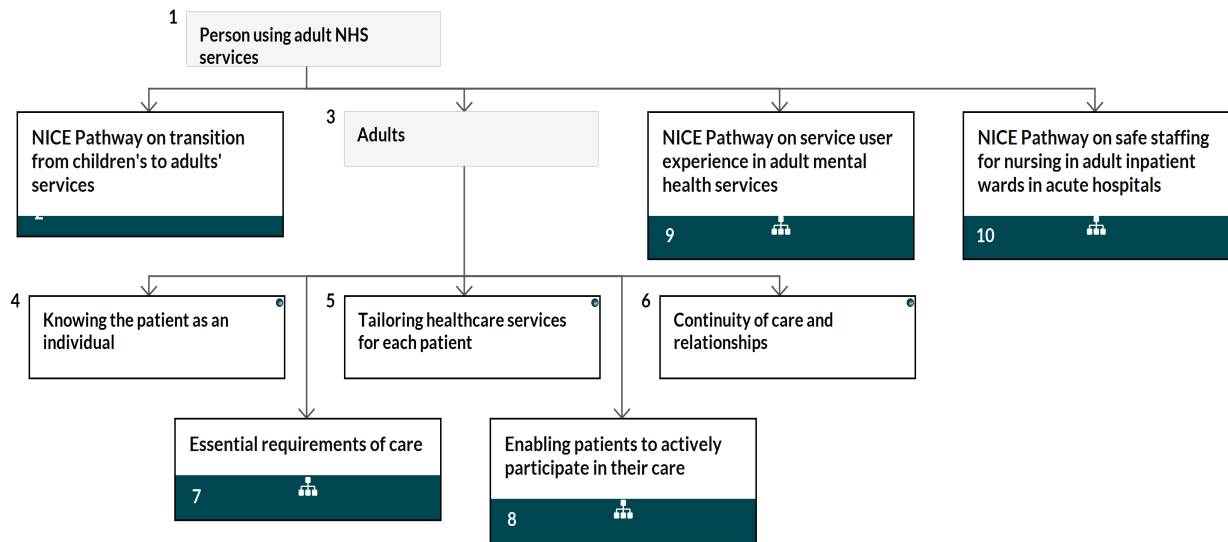 1
Person using adult NHS
services
NICE Pathway on transition
from children's to adults'
services
2
3
Adults
NICE Pathway on service user
experience in adult mental
health services
9
NICE Pathway on safe staffing
for nursing in adult inpatient
wards in acute hospitals
10
4
Knowing the patient as an
individual
5
Tailoring healthcare services
for each patient
6
Continuity of care and
relationships
Essential requirements of care
7
Enabling patients to actively
participate in their care
8